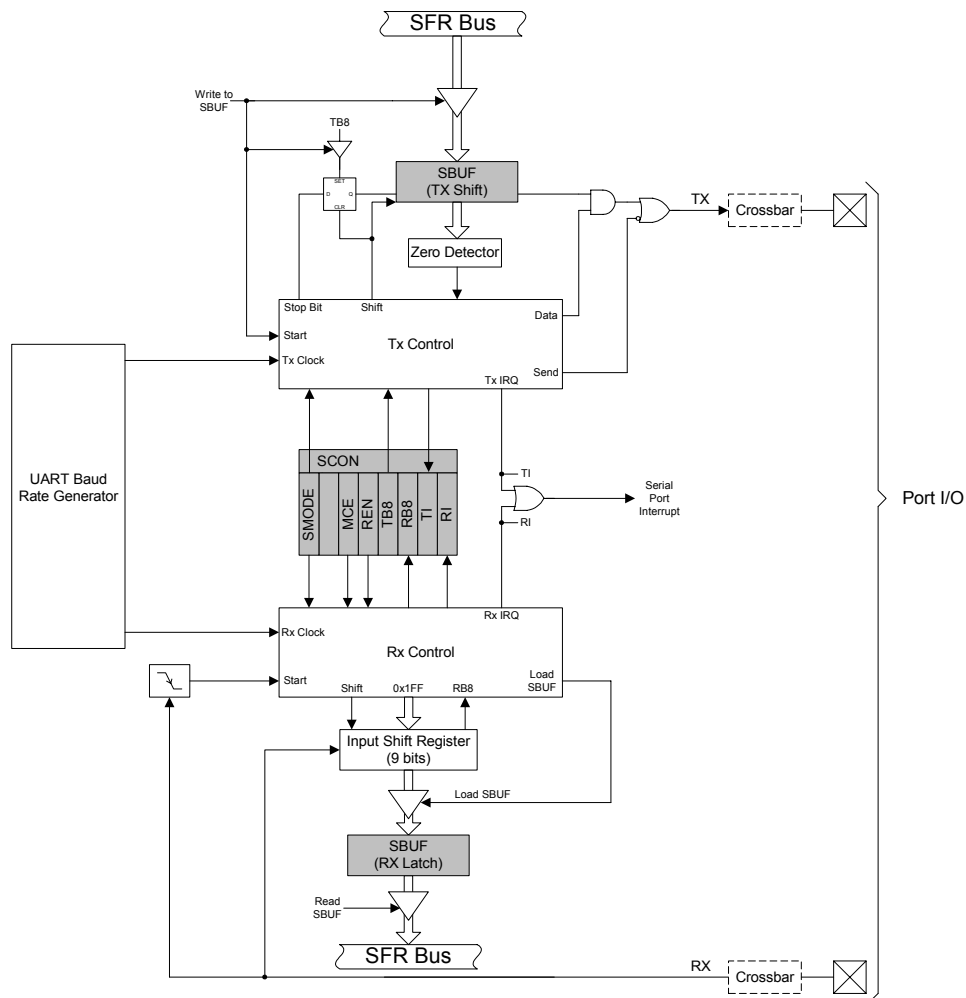 SFR Bus
Write to
SBUF
TB8
SET
D Q
CLR
SBUF
(TX Shift)
TX
Crossbar
Zero Detector
Stop Bit
Shift
Data
Start
Tx Control
Tx Clock
Send
Tx IRQ
UART Baud
Rate Generator
SCON
SMODE
MCE
REN
TB8
RB8
TI
RI
TI
RI
Serial
Port
Interrupt
Port I/O
Rx IRQ
Rx Clock
Rx Control
Start
Load
SBUF
Shift
0x1FF
RB8
Input Shift Register
(9 bits)
Load SBUF
SBUF
(RX Latch)
Read
SBUF
SFR Bus
RX
Crossbar